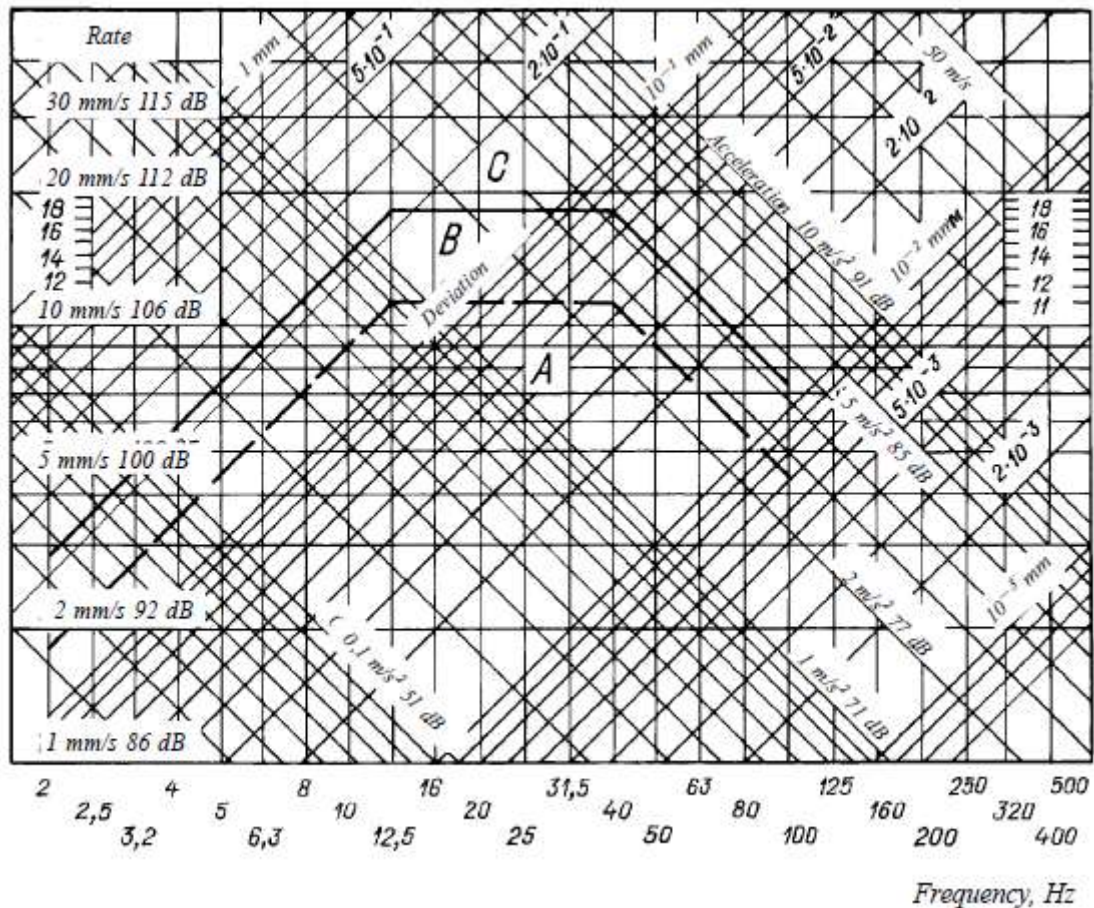 Rate
1 mm
5·10⁻¹
2·10⁻¹
10⁻¹ mm
5·10⁻²
50 m/s
2·10⁻²
30 mm/s 115 dB
20 mm/s 112 dB
18
16
14
12
10 mm/s 106 dB
5 mm/s 100 dB
2 mm/s 92 dB
1 mm/s 86 dB
C
B
A
Deviation
Acceleration 10 m/s² 91 dB
10⁻² mm
18
16
14
12
11
5 m/s² 85 dB
5·10⁻³
2·10⁻³
2 m/s² 77 dB
10⁻⁵ mm
0,1 m/s² 51 dB
1 m/s² 71 dB
2 4 8 16 31,5 63 125 250 500
2,5 5 10 20 40 80 160 320
3,2 6,3 12,5 25 50 100 200 400
Frequency, Hz